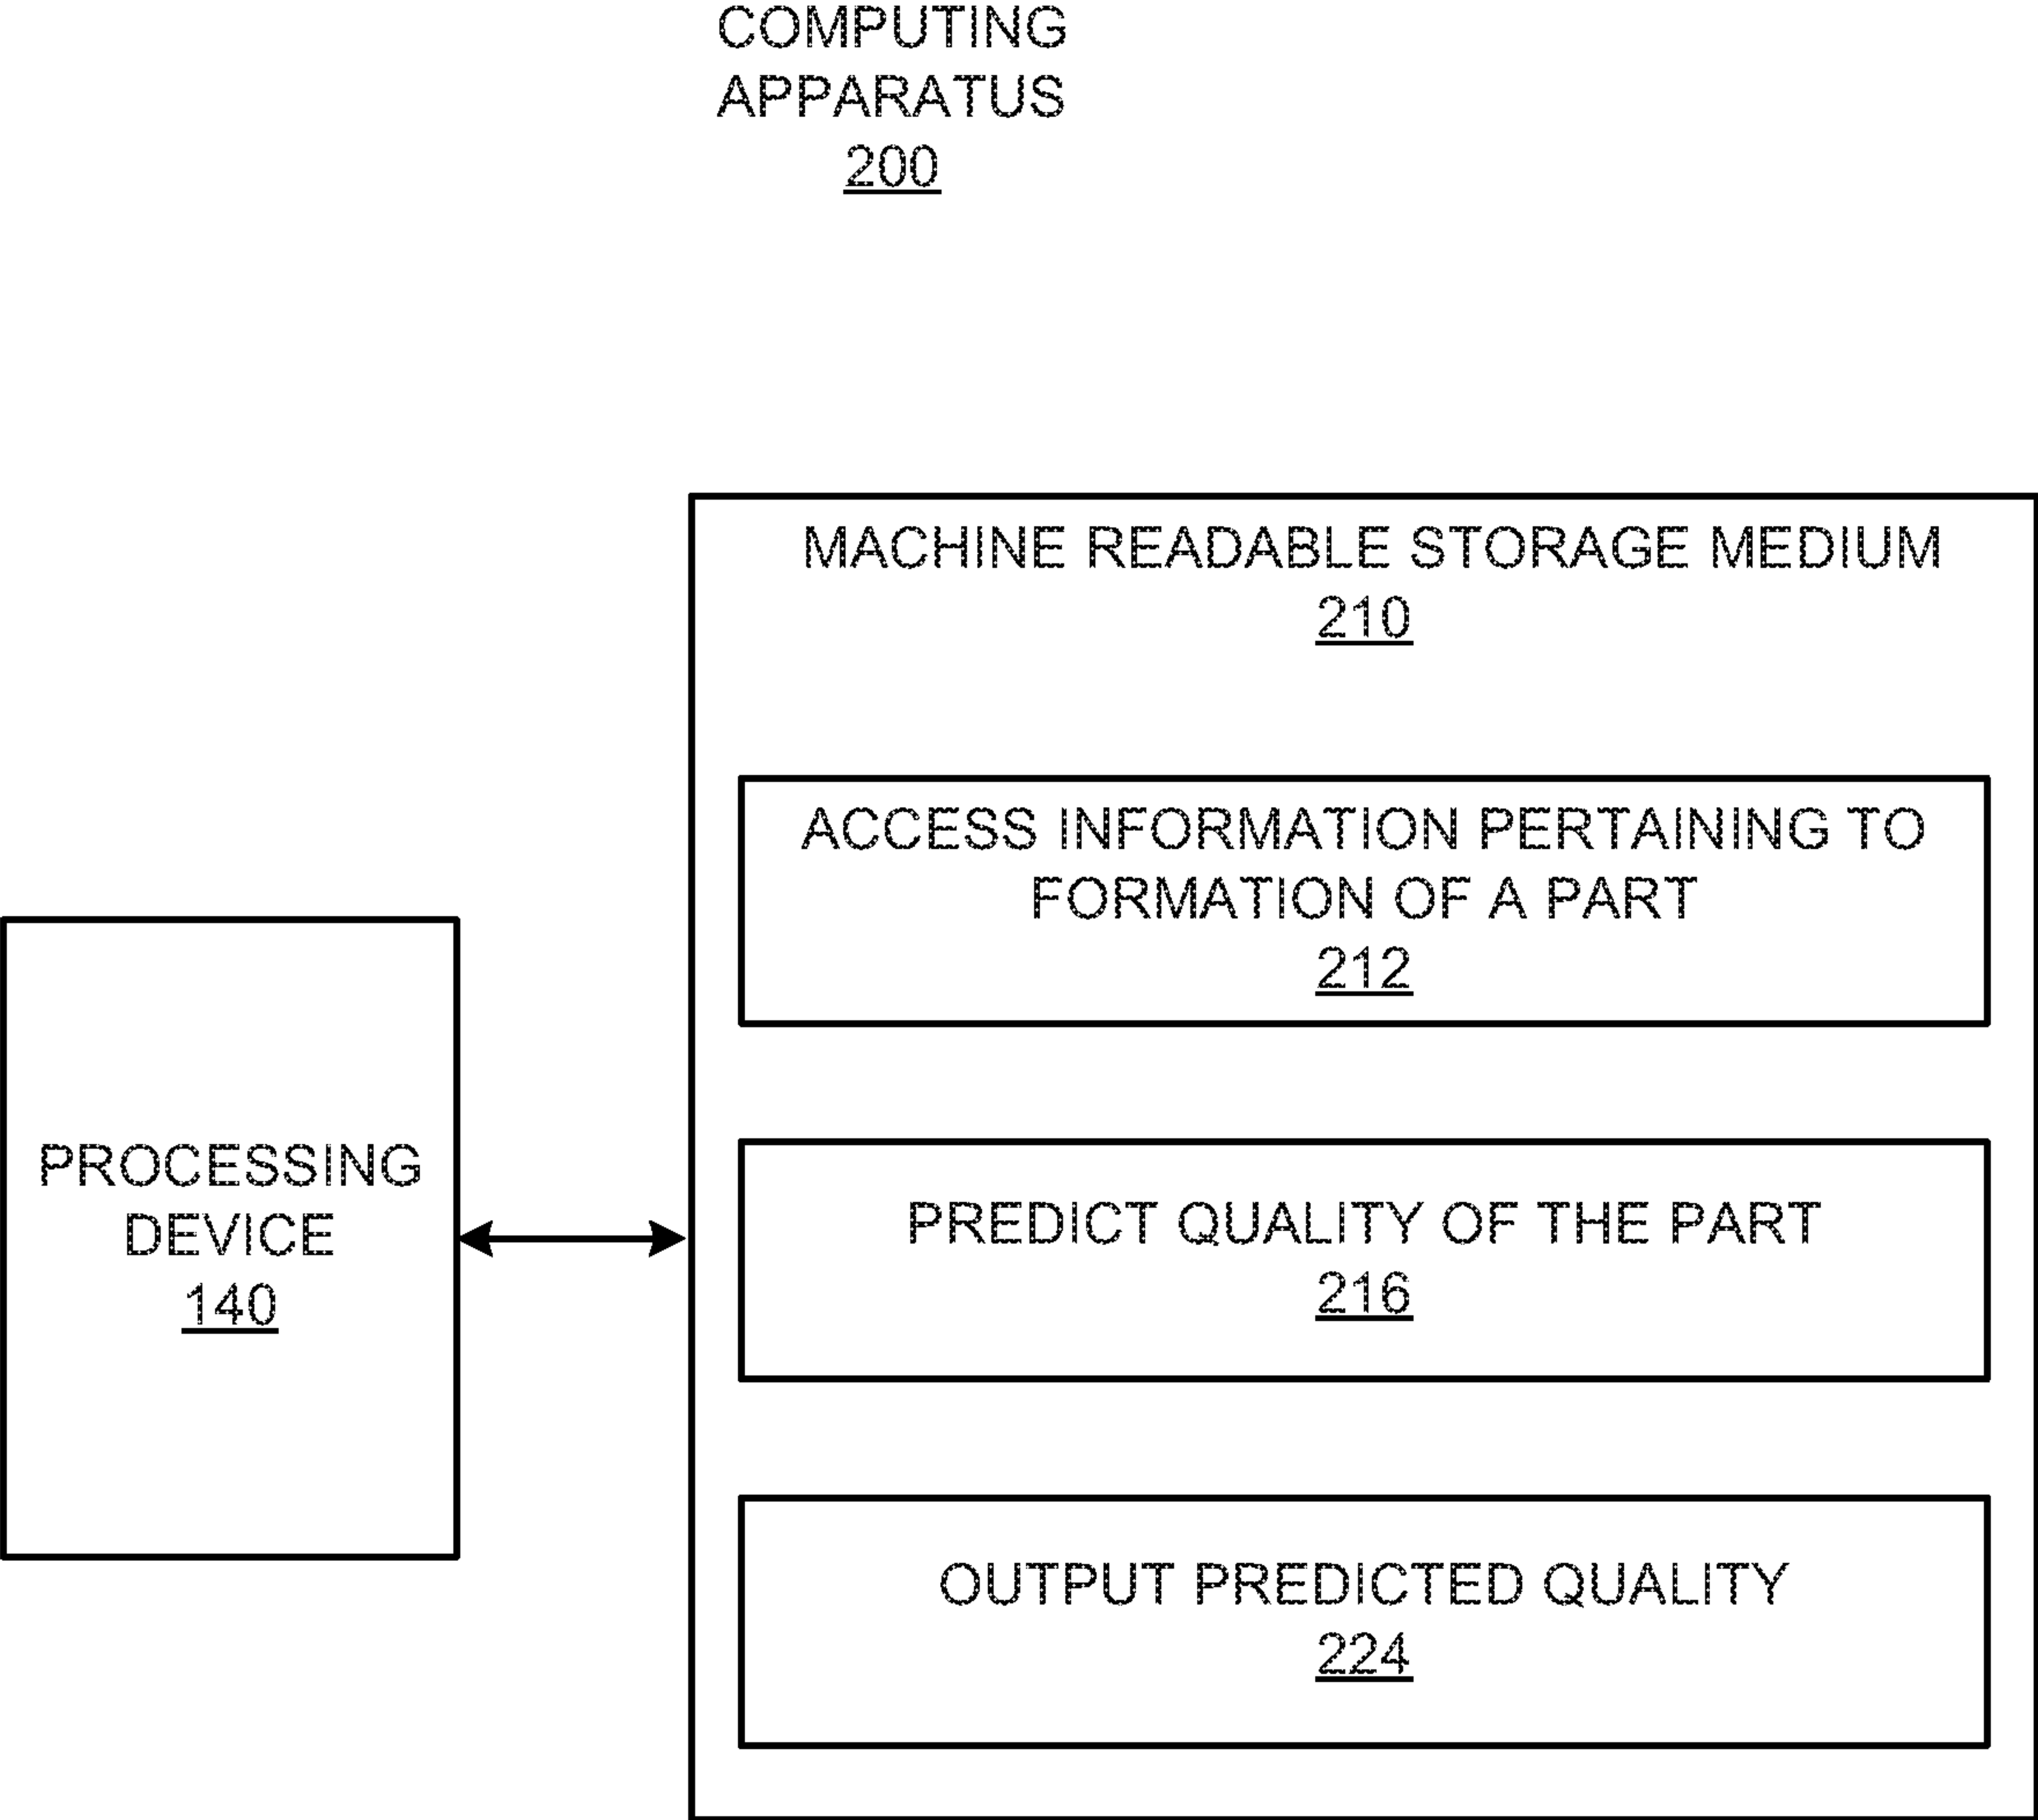 COMPUTING
APPARATUS
200
MACHINE READABLE STORAGE MEDIUM
210
ACCESS INFORMATION PERTAINING TO
FORMATION OF A PART
212
PROCESSING
DEVICE
140
PREDICT QUALITY OF THE PART
216
OUTPUT PREDICTED QUALITY
224